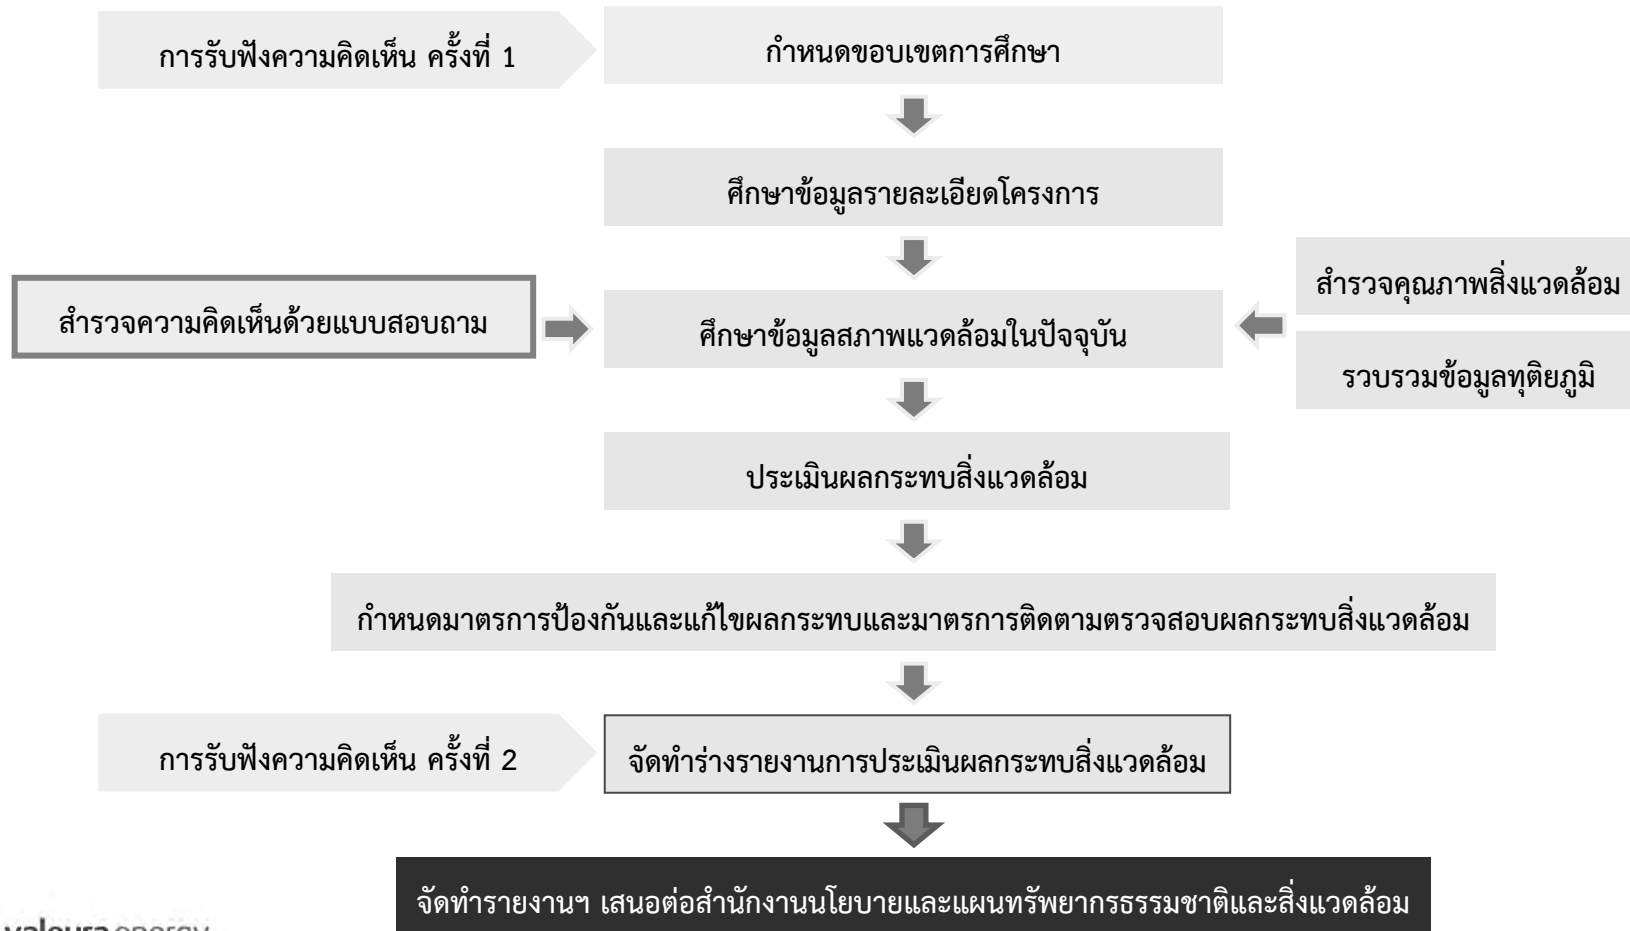 การรับฟังความคิดเห็น ครั้งที่ 1
กำหนดขอบเขตการศึกษา
ศึกษาข้อมูลรายละเอียดโครงการ
สำรวจความคิดเห็นด้วยแบบสอบถาม
ศึกษาข้อมูลสภาพแวดล้อมในปัจจุบัน
สำรวจคุณภาพสิ่งแวดล้อม
รวบรวมข้อมูลทุติยภูมิ
ประเมินผลกระทบสิ่งแวดล้อม
กำหนดมาตรการป้องกันและแก้ไขผลกระทบและมาตรการติดตามตรวจสอบผลกระทบสิ่งแวดล้อม
การรับฟังความคิดเห็น ครั้งที่ 2
จัดทำร่างรายงานการประเมินผลกระทบสิ่งแวดล้อม
จัดทำรายงานฯ เสนอต่อสำนักงานนโยบายและแผนทรัพยากรธรรมชาติและสิ่งแวดล้อม
valeura energy